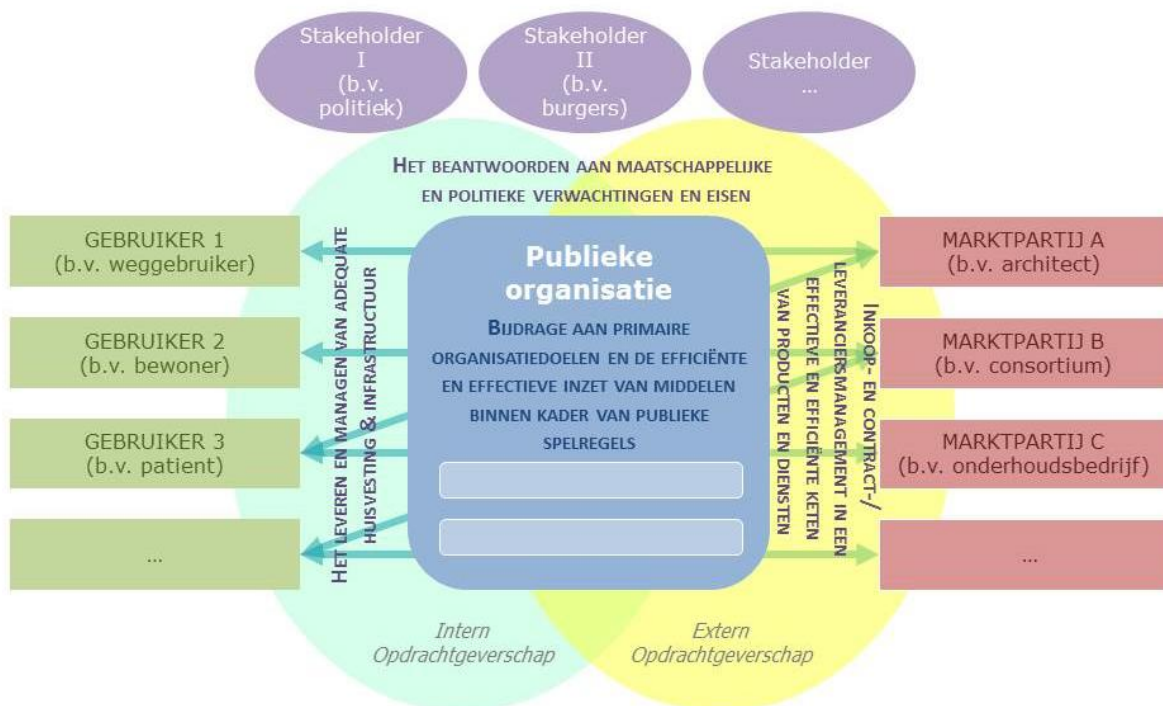 Stakeholder
I
(b.v.
politiek)
Stakeholder
II
(b.v.
burgers)
Stakeholder
...
HET BEANTWOORDEN AAN MAATSCHAPPELIJKE
EN POLITIEKE VERWACHTINGEN EN EISEN
GEBRUIKER 1
(b.v. weggebruiker)
GEBRUIKER 2
(b.v. bewoner)
GEBRUIKER 3
(b.v. patient)
...
HET LEVEREN EN MANAGEN VAN ADEQUATE
HUISVESTING & INFRASTRUCTUUR
Publieke
organisatie
BIJDRAGE AAN PRIMAIRE
ORGANISATIEDOELEN EN DE EFFICIËNTE
EN EFFECTIEVE INZET VAN MIDDELEN
BINNEN KADER VAN PUBLIEKE
SPELREGELS
INKOOP- EN CONTRACT-/
LEVERANCIERSMANAGEMENT IN EEN
EFFECTIEVE EN EFFICIËNTE KETEN
VAN PRODUCTEN EN DIENSTEN
MARKTPARTIJ A
(b.v. architect)
MARKTPARTIJ B
(b.v. consortium)
MARKTPARTIJ C
(b.v. onderhoudsbedrijf)
...
Intern
Opdrachtgeverschap
Extern
Opdrachtgeverschap